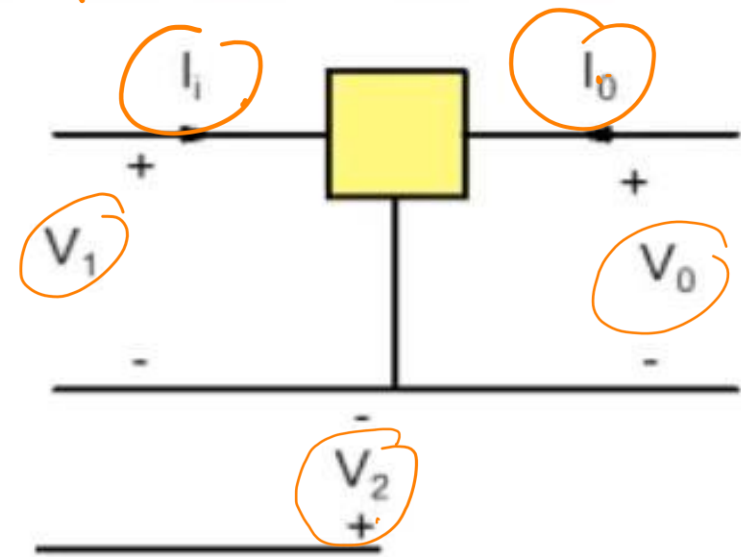 Iᵢ I₀
+ +
V₁ V₀
- -
-
V₂
+